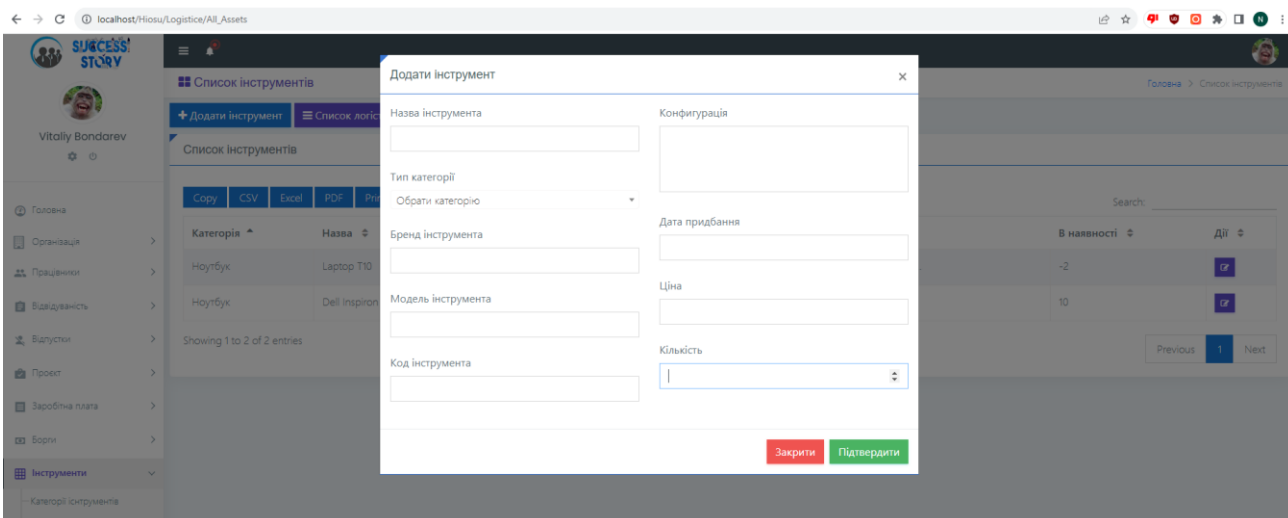 localhost/Hiosu/Logistice/All_Assets
SUCCESS
STORY
Vitaliy Bondarev
Головна
Організація
Працівники
Відвідуваність
Відпустки
Проєкт
Заробітна плата
Борги
Інструменти
Категорії інструментів
Список інструментів
Головна > Список інструментів
Додати інструмент
Список логіст
Список інструментів
Copy CSV Excel PDF Prin
Search:
Категорія Назва В наявності Дії
Ноутбук Laptop T10 -2
Ноутбук Dell Inspiron 10
Showing 1 to 2 of 2 entries
Previous 1 Next
Додати інструмент ×
Назва інструмента
Тип категорії
Обрати категорію
Бренд інструмента
Модель інструмента
Код інструмента
Конфигурація
Дата придбання
Ціна
Кількість
Закрити Підтвердити